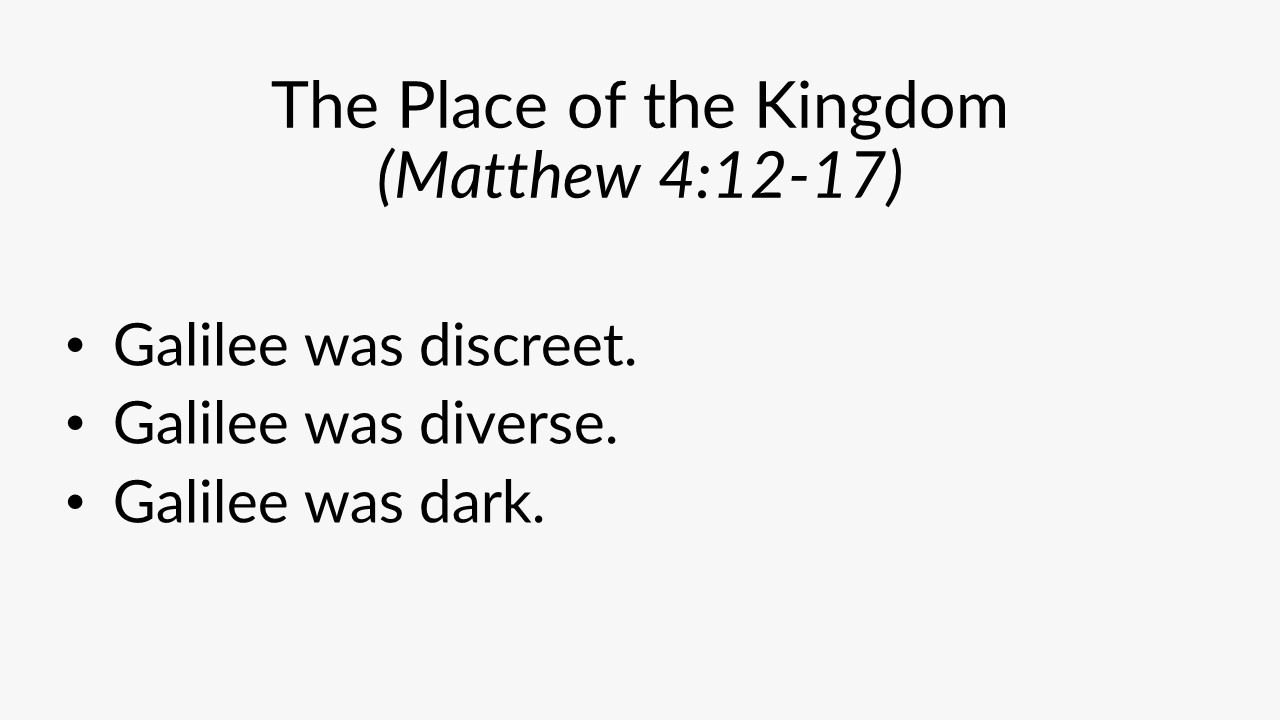 The Place of the Kingdom
(Matthew 4:12-17)
• Galilee was discreet.
• Galilee was diverse.
• Galilee was dark.